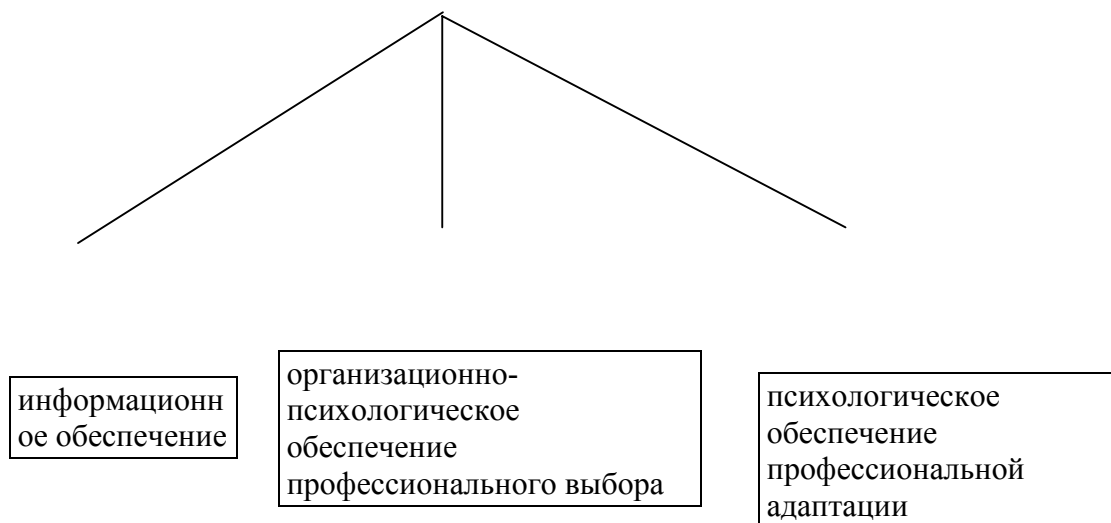 информационн
ое обеспечение
организационно-
психологическое
обеспечение
профессионального выбора
психологическое
обеспечение
профессиональной
адаптации